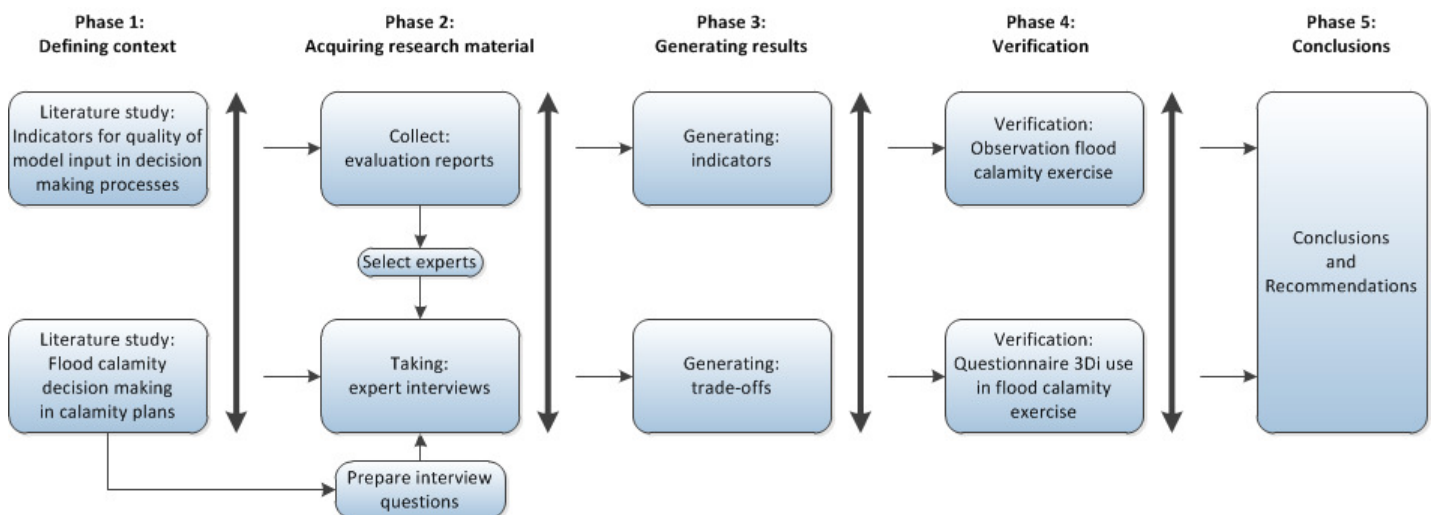 Phase 1:
Defining context
Phase 2:
Acquiring research material
Phase 3:
Generating results
Phase 4:
Verification
Phase 5:
Conclusions
Literature study:
Indicators for quality of
model input in decision
making processes
Collect:
evaluation reports
Generating:
indicators
Verification:
Observation flood
calamity exercise
Conclusions
and
Recommendations
Select experts
Literature study:
Flood calamity
decision making
in calamity plans
Taking:
expert interviews
Generating:
trade-offs
Verification:
Questionnaire 3Di use
in flood calamity
exercise
Prepare interview
questions